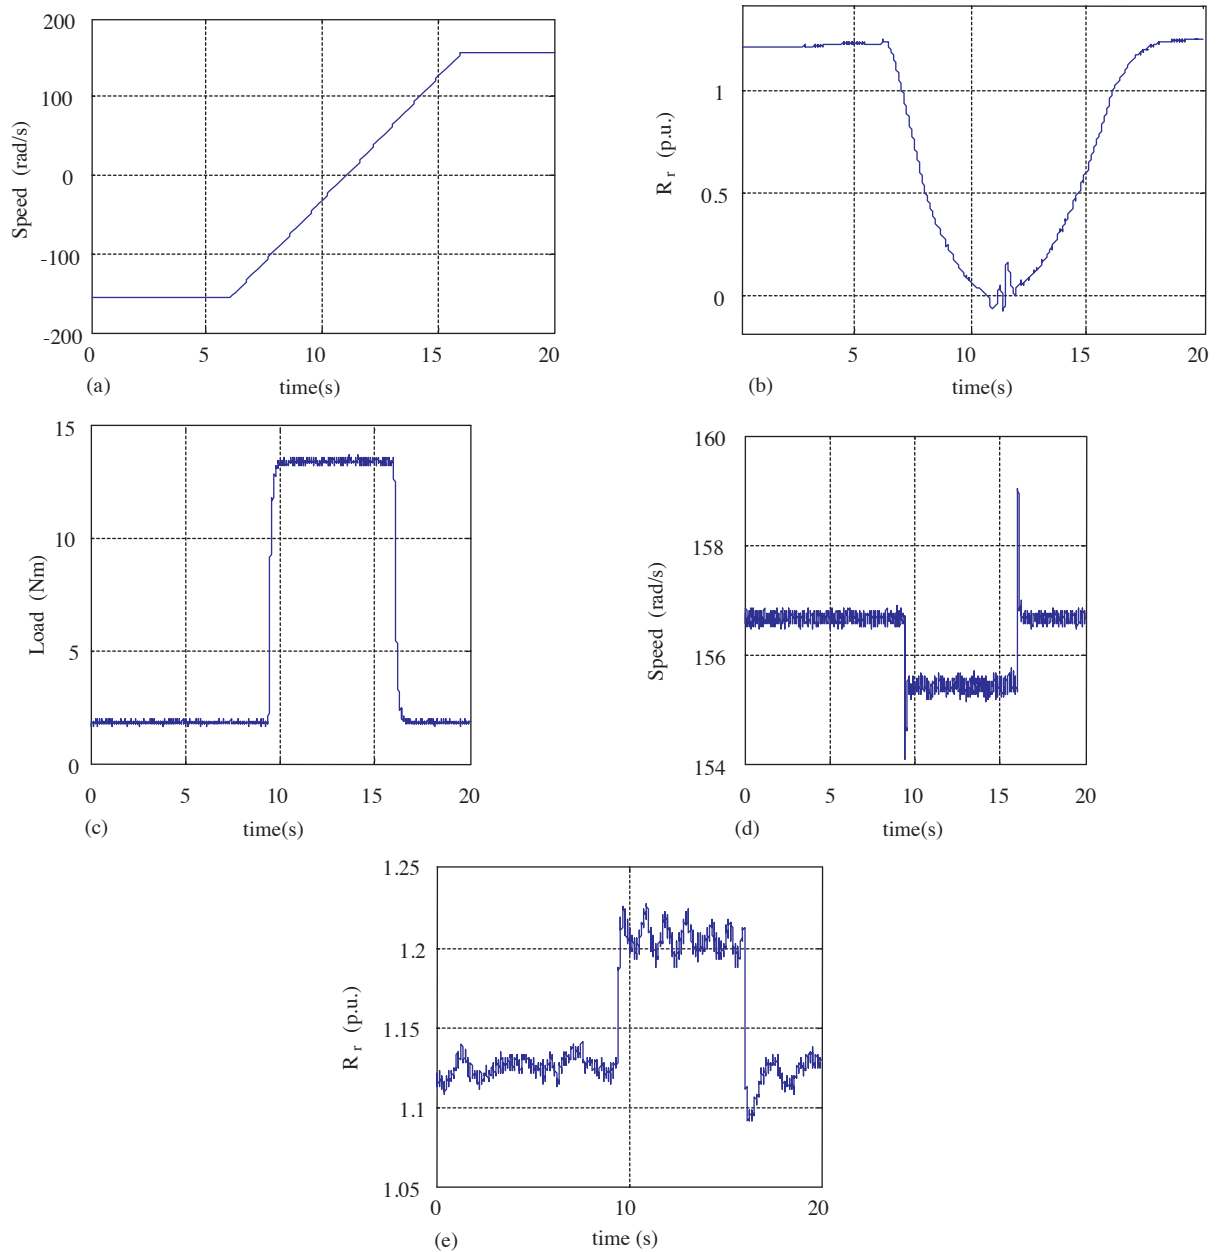 200
100
0
-100
-200
Speed (rad/s)
0
5
10
15
20
(a)
time(s)
1
0.5
0
R r (p.u.)
5
10
15
20
(b)
time(s)
15
10
5
0
Load (Nm)
0
5
10
15
20
(c)
time(s)
160
158
156
154
Speed (rad/s)
0
5
10
15
20
(d)
time(s)
1.25
1.2
1.15
1.1
1.05
R r (p.u.)
0
10
20
(e)
time (s)